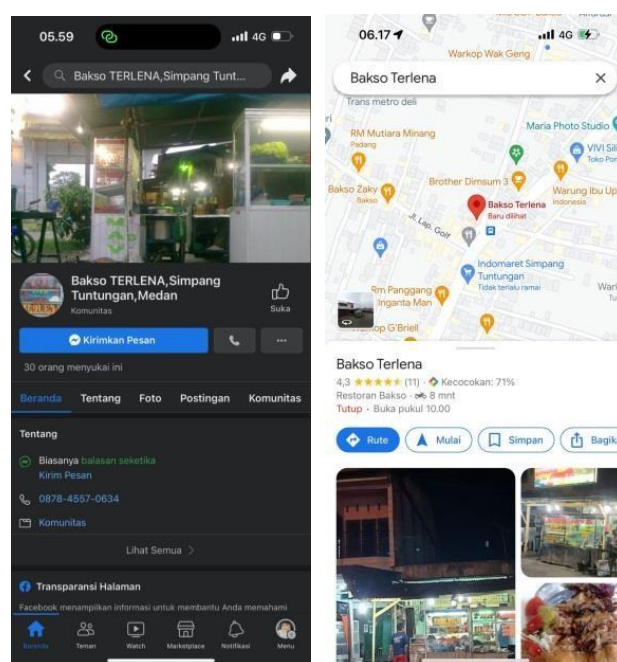 05.59
4G
Bakso TERLENA,Simpang Tunt...
Bakso TERLENA,Simpang
Tuntungan,Medan
Komunitas
Suka
Kirimkan Pesan
30 orang menyukai ini
Beranda Tentang Foto Postingan Komunitas
Tentang
Biasanya balasan seketika
Kirim Pesan
0878-4557-0634
Komunitas
Lihat Semua
Transparansi Halaman
Facebook menampilkan informasi untuk membantu Anda memahami
Beranda Teman Watch Marketplace Notifikasi Menu
06.17
4G
Warkop Wak Geng
Bakso Terlena
Trans metro deli
RM Mutiara Minang
Padang
Maria Photo Studio
VIVI Sil
Toko Pon
Brother Dimsum 3
Bakso Zaky
Bakso
Warung Ibu Up
Indonesia
Bakso Terlena
Baru dilihat
Jl. Lap. Golf
Indomaret Simpang
Tuntungan
Tidak terlalu ramai
Rm Panggang
Inganta Man
Wari
Tu
Warkop G'Briell
Bakso Terlena
4,3 (11) · Kecocokan: 71%
Restoran Bakso · 8 mnt
Tutup · Buka pukul 10.00
Rute Mulai Simpan Bagika